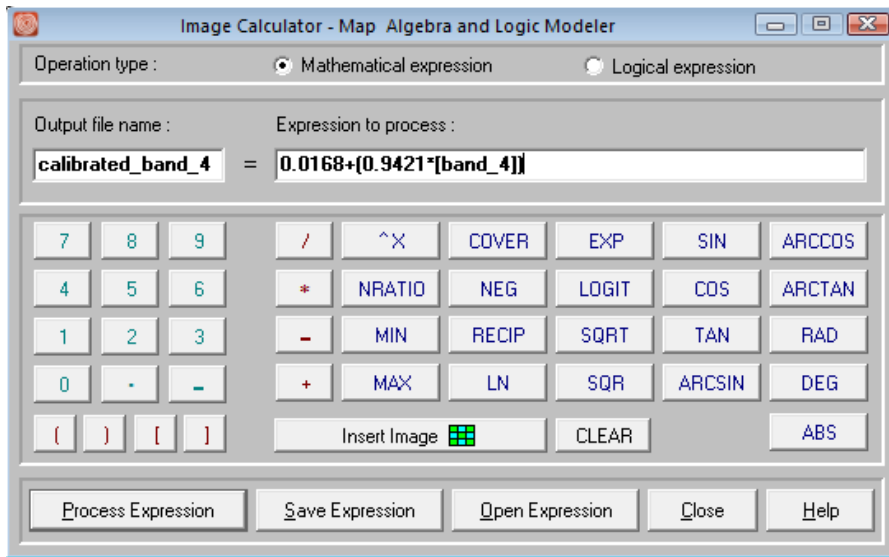 Image Calculator - Map Algebra and Logic Modeler
Operation type : Mathematical expression Logical expression
Output file name : Expression to process :
calibrated_band_4 = 0.0168+(0.9421*[band_4])
7 8 9 / ^X COVER EXP SIN ARCCOS
4 5 6 * NRATIO NEG LOGIT COS ARCTAN
1 2 3 - MIN RECIP SQRT TAN RAD
0 . - + MAX LN SQR ARCSIN DEG
( ) [ ] Insert Image CLEAR ABS
Process Expression Save Expression Open Expression Close Help